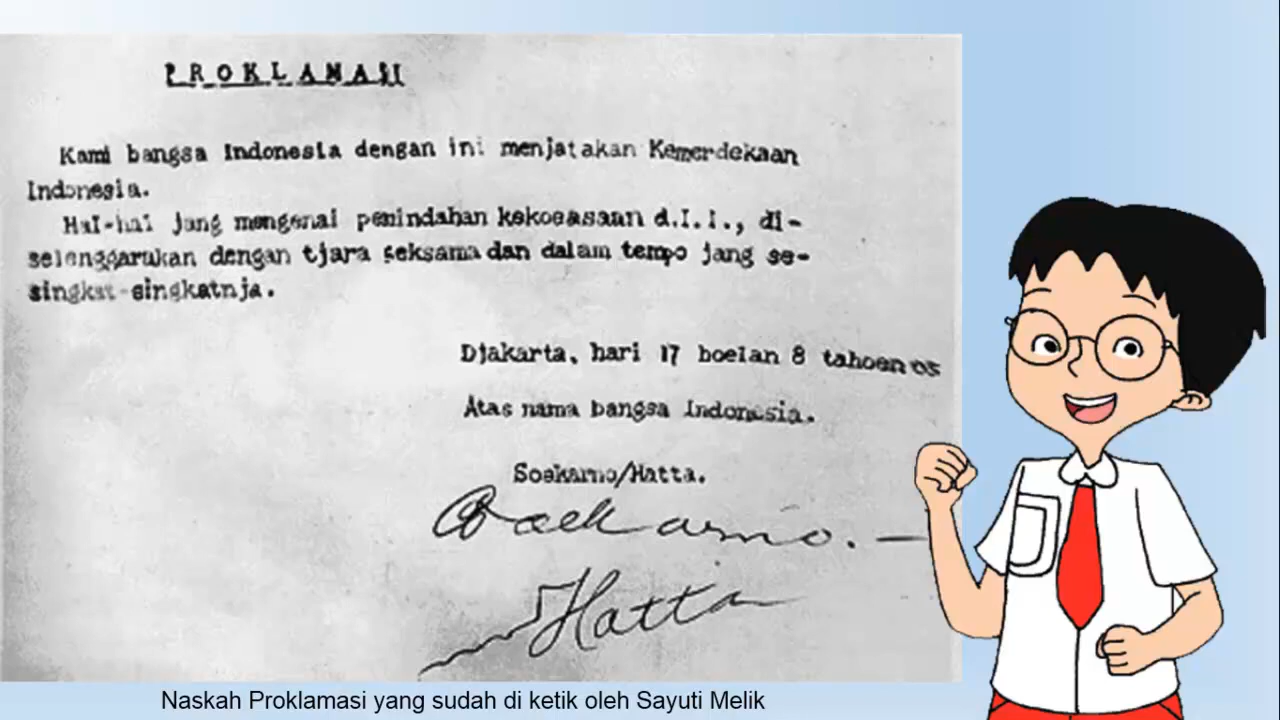 PROKLAMASI
Kami bangsa Indonesia dengan ini menjatakan Kemerdekaan
Indonesia.
Hal-hal jang mengenai pemindahan kekoeasaan d.l.l., di-
selenggarakan dengan tjara seksama dan dalam tempo jang se-
singkat-singkatnja.
Djakarta, hari 17 boelan 8 tahoen 05
Atas nama bangsa Indonesia.
Soekarno/Hatta.
Soekarno.
Hatta
Naskah Proklamasi yang sudah di ketik oleh Sayuti Melik